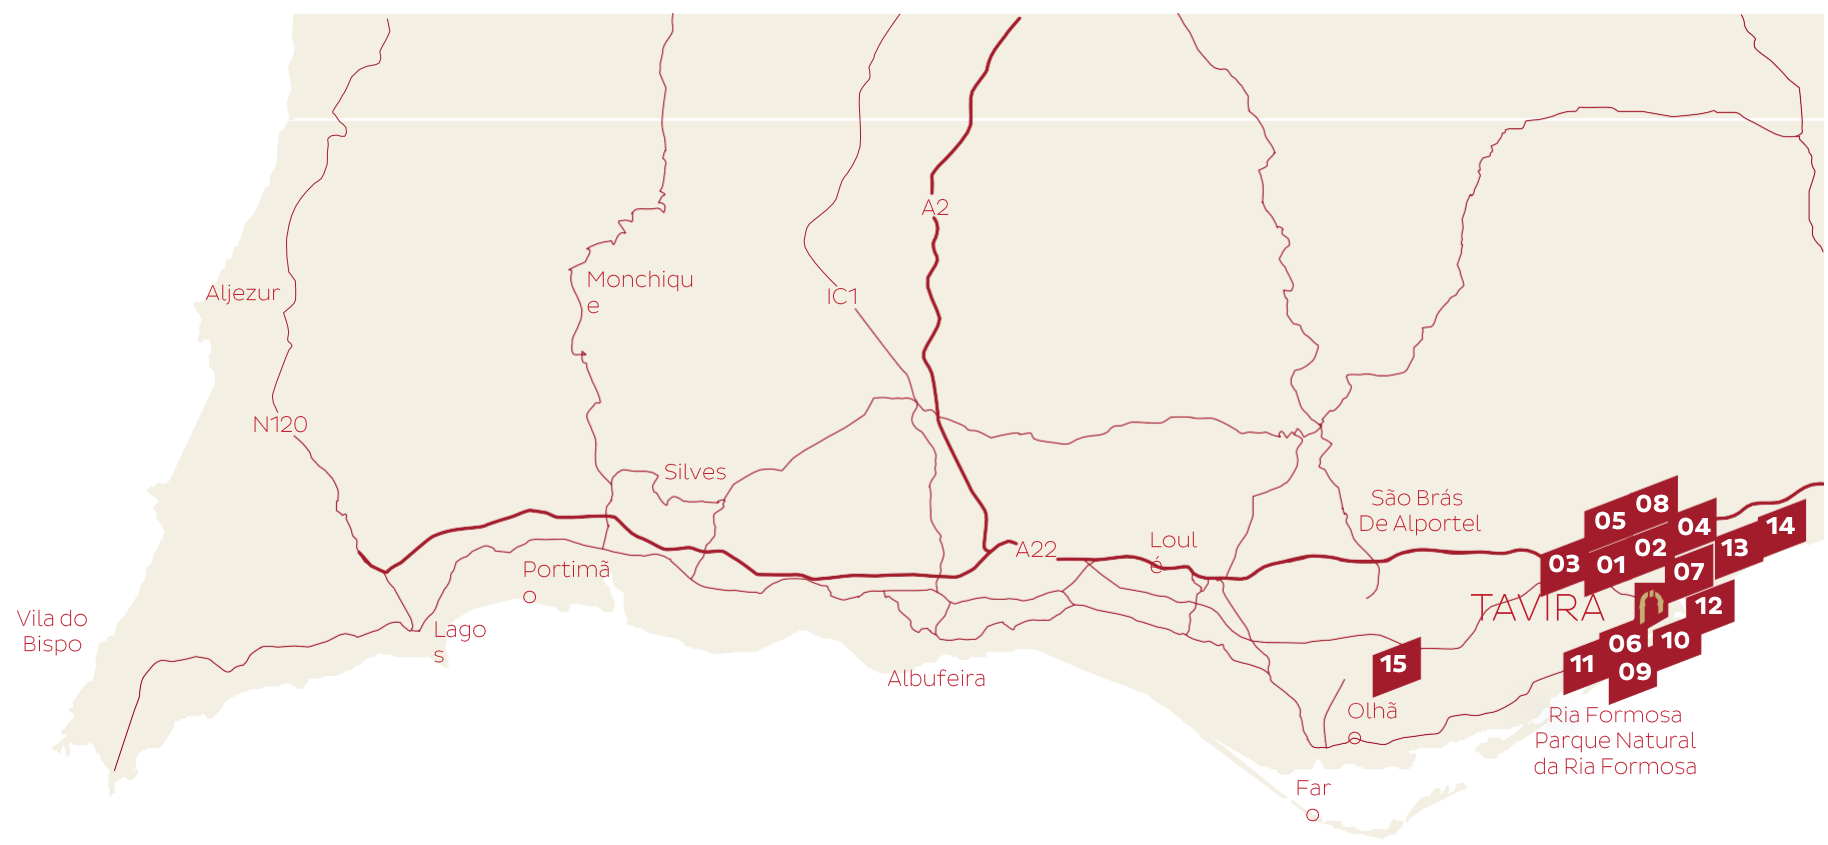 A2
Monchiqu
e
Aljezur
IC1
N120
Silves
São Brás
De Alportel
08
05
04
14
A22
Loul
é
02
13
03
01
07
Portimã
TAVIRA
12
Vila do
Bispo
Lago
s
06
10
15
11
09
Albufeira
Olhã
Ria Formosa
Parque Natural
da Ria Formosa
Far